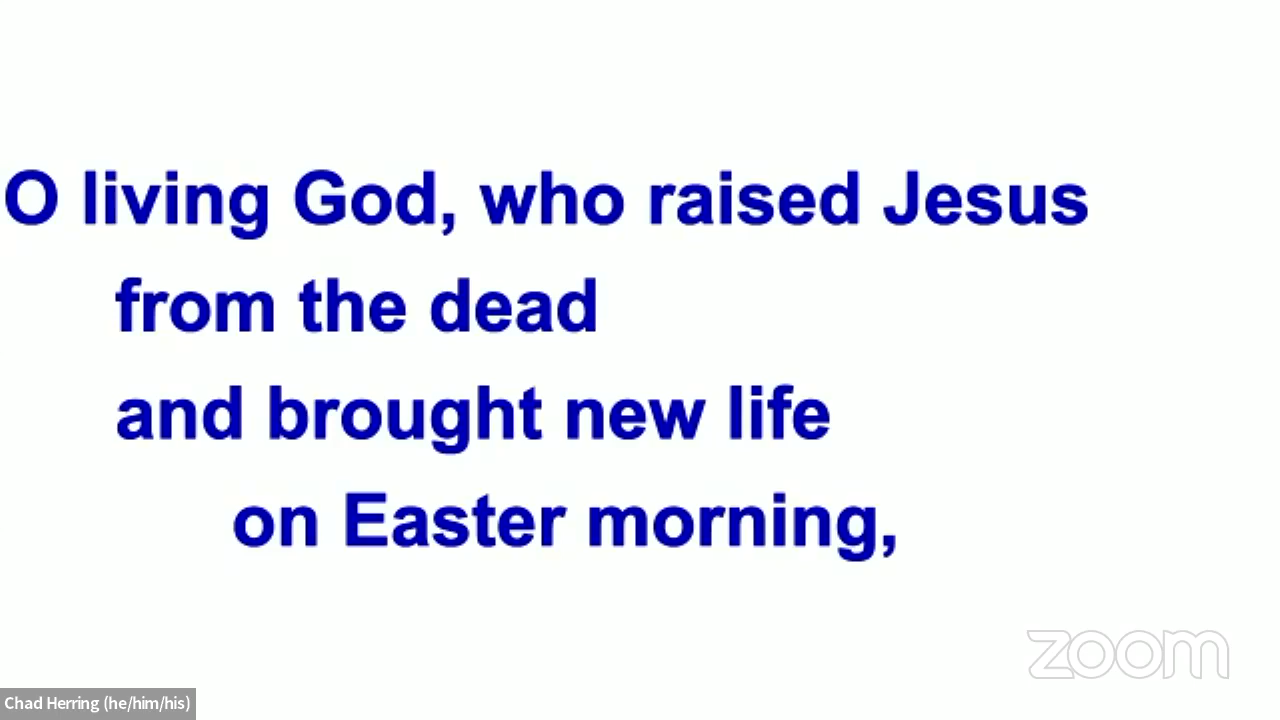 O living God, who raised Jesus
from the dead
and brought new life
on Easter morning,
zoom
Chad Herring (he/him/his)